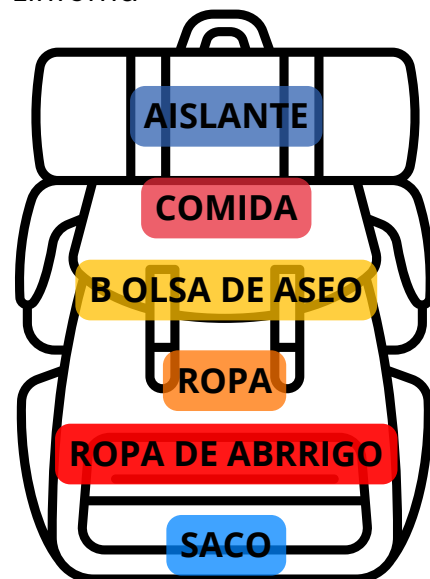 AISLANTE
COMIDA
B OLSA DE ASEO
ROPA
ROPA DE ABRRIGO
SACO